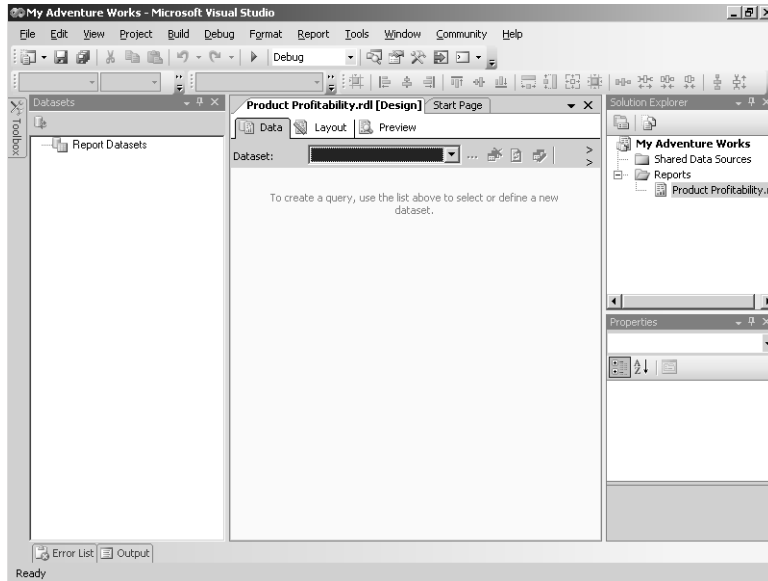 My Adventure Works - Microsoft Visual Studio
File Edit View Project Build Debug Format Report Tools Window Community Help
Debug
Toolbox
Datasets
Report Datasets
Product Profitability.rdl [Design] Start Page
Data Layout Preview
Dataset:
To create a query, use the list above to select or define a new
dataset.
Solution Explorer
My Adventure Works
Shared Data Sources
Reports
Product Profitability.r
Properties
Error List Output
Ready